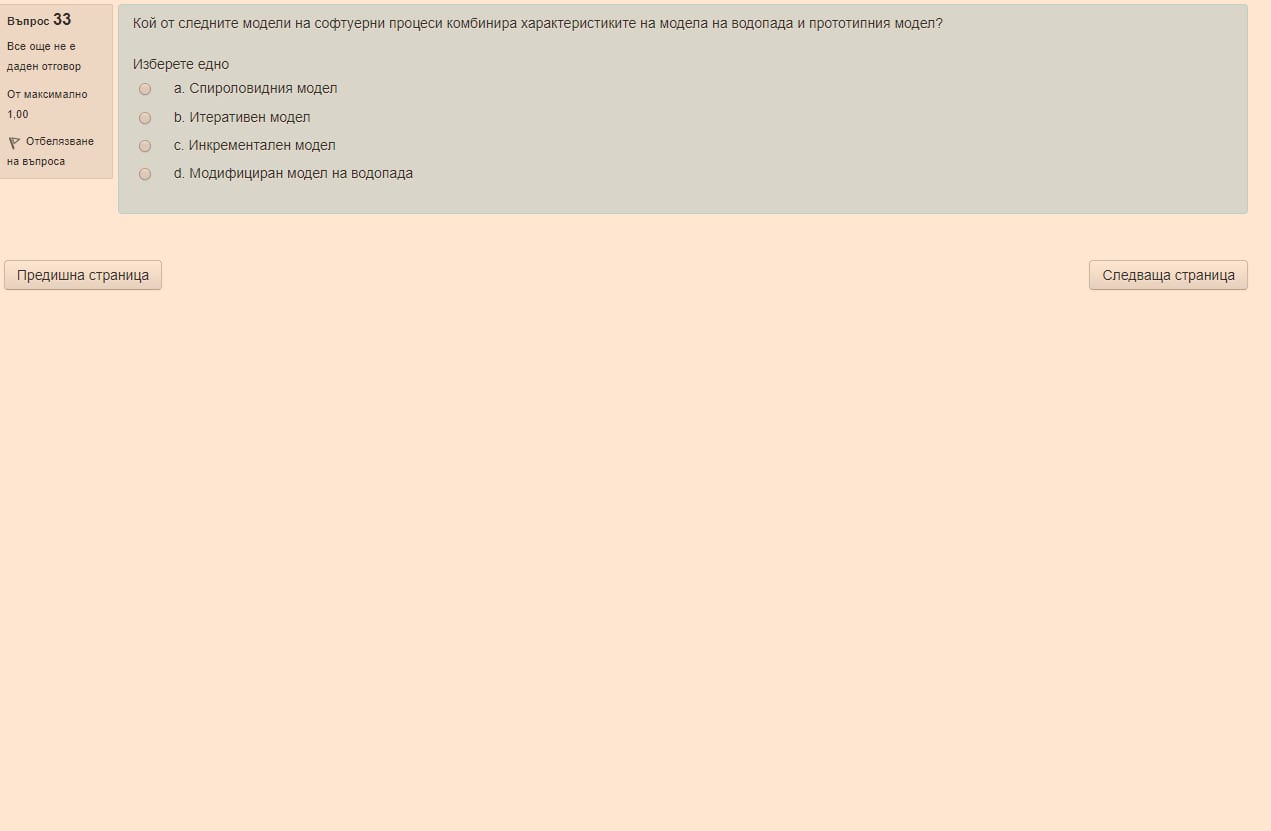 Въпрос 33
Все още не е
даден отговор
От максимално
1,00
Отбелязване
на въпроса
Кой от следните модели на софтуерни процеси комбинира характеристиките на модела на водопада и прототипния модел?
Изберете едно
a. Спироловидния модел
b. Итеративен модел
c. Инкрементален модел
d. Модифициран модел на водопада
Предишна страница
Следваща страница